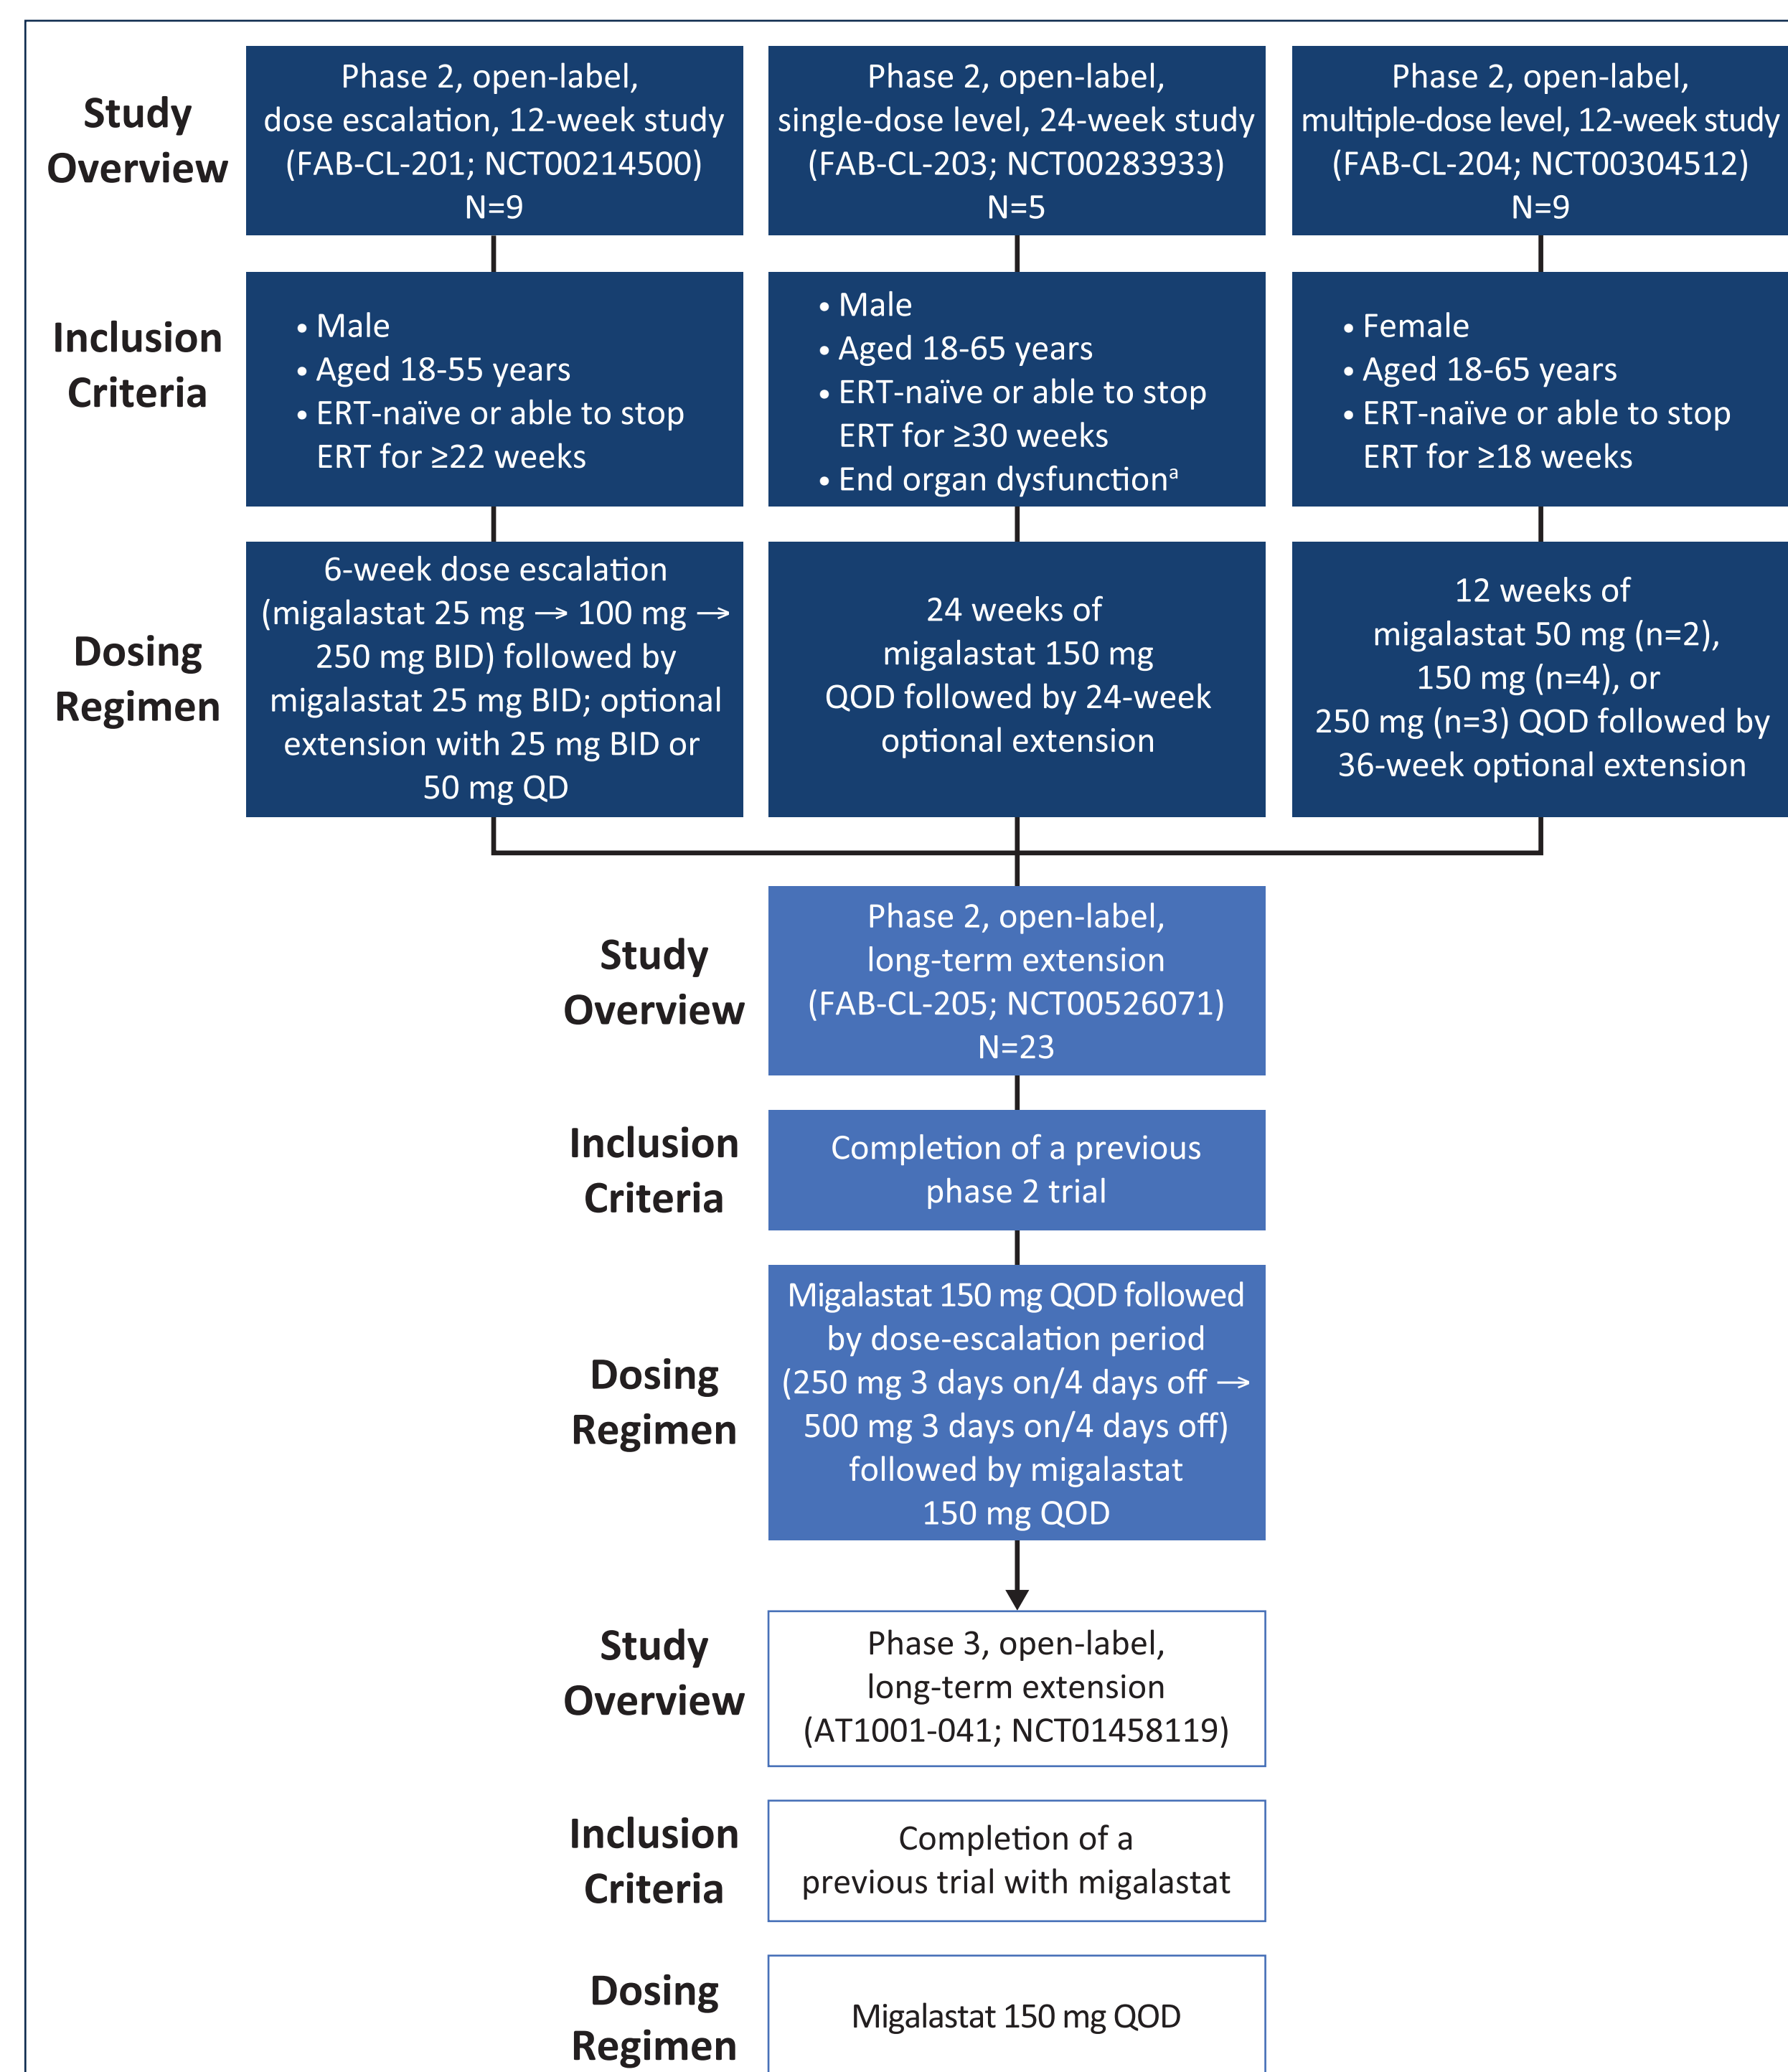 Study
Overview
Phase 2, open-label,
dose escalation, 12-week study
(FAB-CL-201; NCT00214500)
N=9
Phase 2, open-label,
single-dose level, 24-week study
(FAB-CL-203; NCT00283933)
N=5
Phase 2, open-label,
multiple-dose level, 12-week study
(FAB-CL-204; NCT00304512)
N=9
Inclusion
Criteria
• Male
• Aged 18-55 years
• ERT-naïve or able to stop
ERT for ≥22 weeks
• Male
• Aged 18-65 years
• ERT-naïve or able to stop
ERT for ≥30 weeks
• End organ dysfunctionᵃ
• Female
• Aged 18-65 years
• ERT-naïve or able to stop
ERT for ≥18 weeks
Dosing
Regimen
6-week dose escalation
(migalastat 25 mg → 100 mg →
250 mg BID) followed by
migalastat 25 mg BID; optional
extension with 25 mg BID or
50 mg QD
24 weeks of
migalastat 150 mg
QOD followed by 24-week
optional extension
12 weeks of
migalastat 50 mg (n=2),
150 mg (n=4), or
250 mg (n=3) QOD followed by
36-week optional extension
Study
Overview
Phase 2, open-label,
long-term extension
(FAB-CL-205; NCT00526071)
N=23
Inclusion
Criteria
Completion of a previous
phase 2 trial
Dosing
Regimen
Migalastat 150 mg QOD followed
by dose-escalation period
(250 mg 3 days on/4 days off →
500 mg 3 days on/4 days off)
followed by migalastat
150 mg QOD
Study
Overview
Phase 3, open-label,
long-term extension
(AT1001-041; NCT01458119)
Inclusion
Criteria
Completion of a
previous trial with migalastat
Dosing
Regimen
Migalastat 150 mg QOD